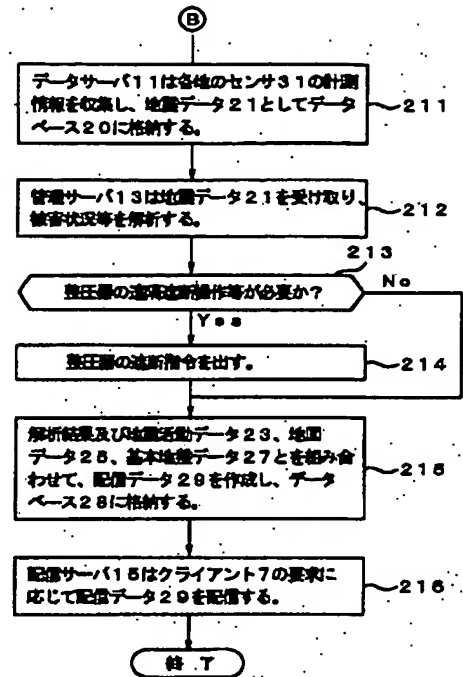 B
データサーバ11は各地のセンサ31の計測
情報を収集し、地震データ21としてデータ
ベース20に格納する。
211
管理サーバ13は地震データ21を受け取り
被害状況等を解析する。
212
213
整圧器の遠隔遮断操作等が必要か?
No
Yes
整圧器の遮断指令を出す。
214
解析結果及び地震活動データ23、地図
データ25、基本地盤データ27とを組み合
わせて、配信データ29を作成し、データ
ベース28に格納する。
215
配信サーバ15はクライアント7の要求に
応じて配信データ29を配信する。
216
終了